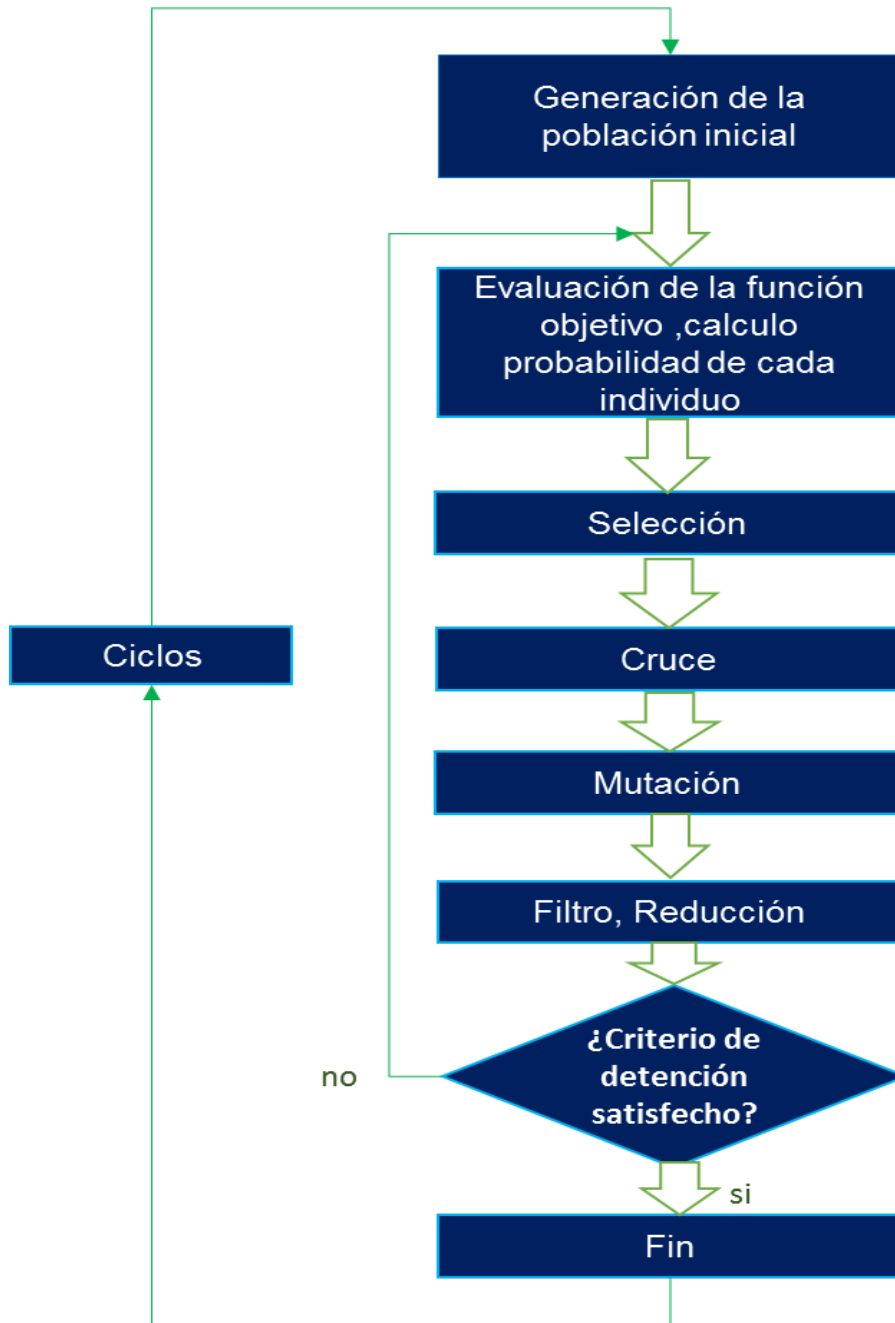 Generación de la
población inicial
Evaluación de la función
objetivo ,calculo
probabilidad de cada
individuo
Selección
Ciclos
Cruce
Mutación
Filtro, Reducción
¿Criterio de
detención
satisfecho?
no
si
Fin